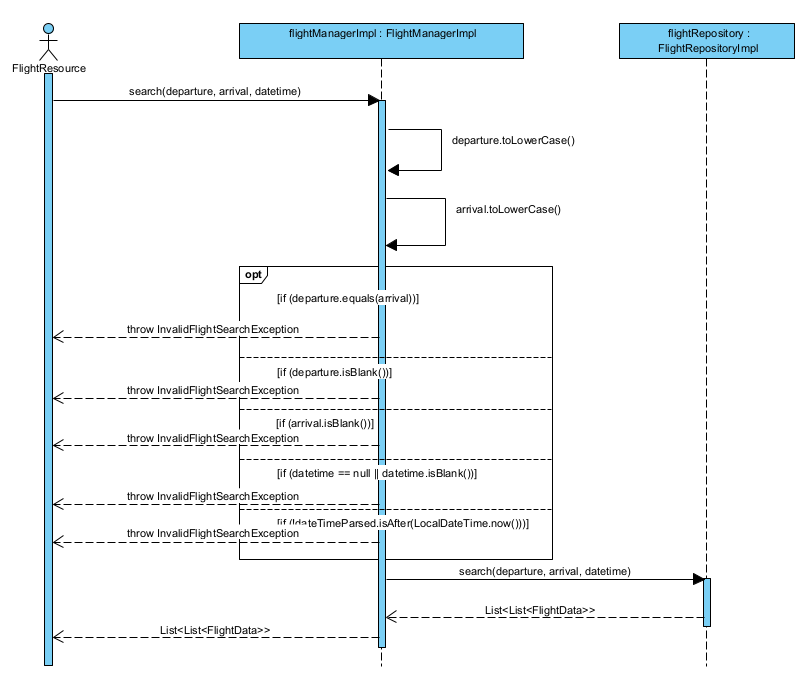 flightManagerImpl : FlightManagerImpl
flightRepository :
FlightRepositoryImpl
FlightResource
search(departure, arrival, datetime)
departure.toLowerCase()
arrival.toLowerCase()
opt
[if (departure.equals(arrival))]
throw InvalidFlightSearchException
[if (departure.isBlank())]
throw InvalidFlightSearchException
[if (arrival.isBlank())]
throw InvalidFlightSearchException
[if (datetime == null || datetime.isBlank())]
throw InvalidFlightSearchException
[if (!dateTimeParsed.isAfter(LocalDateTime.now()))]
throw InvalidFlightSearchException
search(departure, arrival, datetime)
List<List<FlightData>>
List<List<FlightData>>